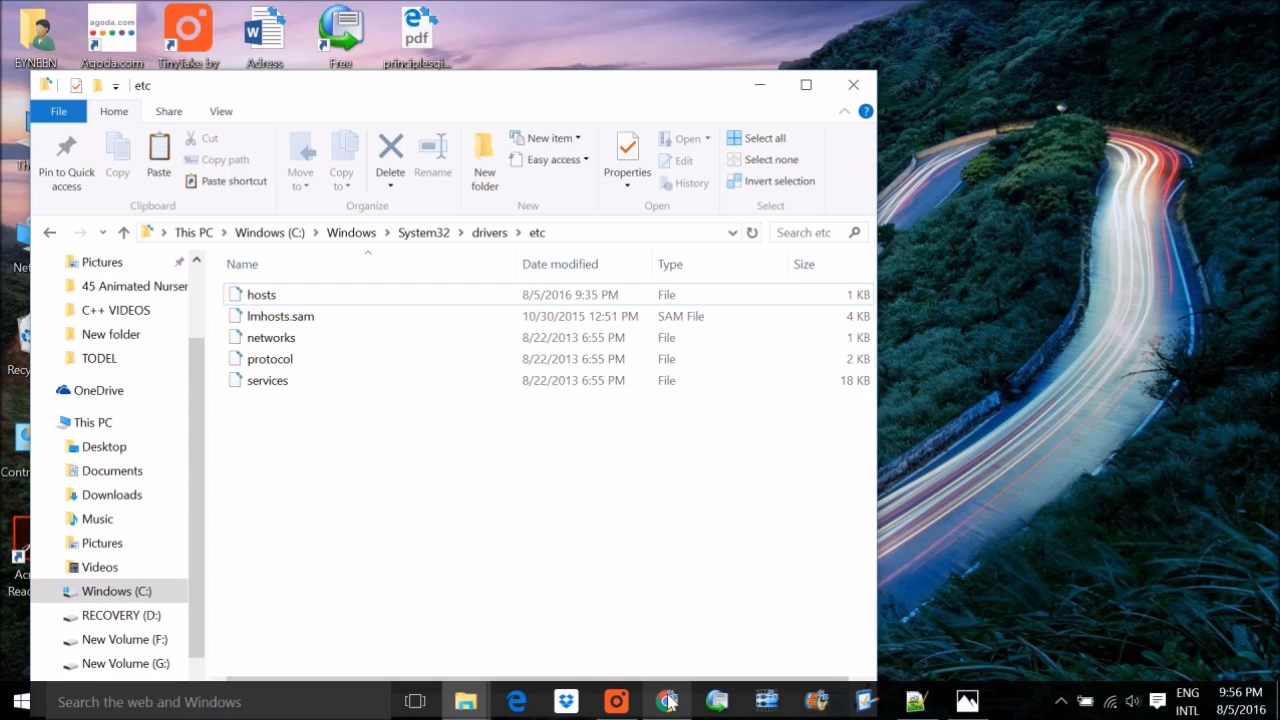 agoda.com
pdf
EYNEEN
Agoda.com
TinyTake by
Adress
Free
principlesgi...
etc
File
Home
Share
View
Pin to Quick access
Copy
Paste
Cut
Copy path
Paste shortcut
Move to
Copy to
Delete
Rename
New folder
New item
Easy access
Properties
Open
Edit
History
Select all
Select none
Invert selection
Clipboard
Organize
New
Open
Select
This PC > Windows (C:) > Windows > System32 > drivers > etc
Search etc
Name Date modified Type Size
hosts 8/5/2016 9:35 PM File 1 KB
lmhosts.sam 10/30/2015 12:51 PM SAM File 4 KB
networks 8/22/2013 6:55 PM File 1 KB
protocol 8/22/2013 6:55 PM File 2 KB
services 8/22/2013 6:55 PM File 18 KB
Pictures
45 Animated Nurser
C++ VIDEOS
New folder
TODEL
OneDrive
This PC
Desktop
Documents
Downloads
Music
Pictures
Videos
Windows (C:)
RECOVERY (D:)
New Volume (F:)
New Volume (G:)
Th
Net
Recy
Contr
Ac
Read
Search the web and Windows
ENG
INTL
9:56 PM
8/5/2016